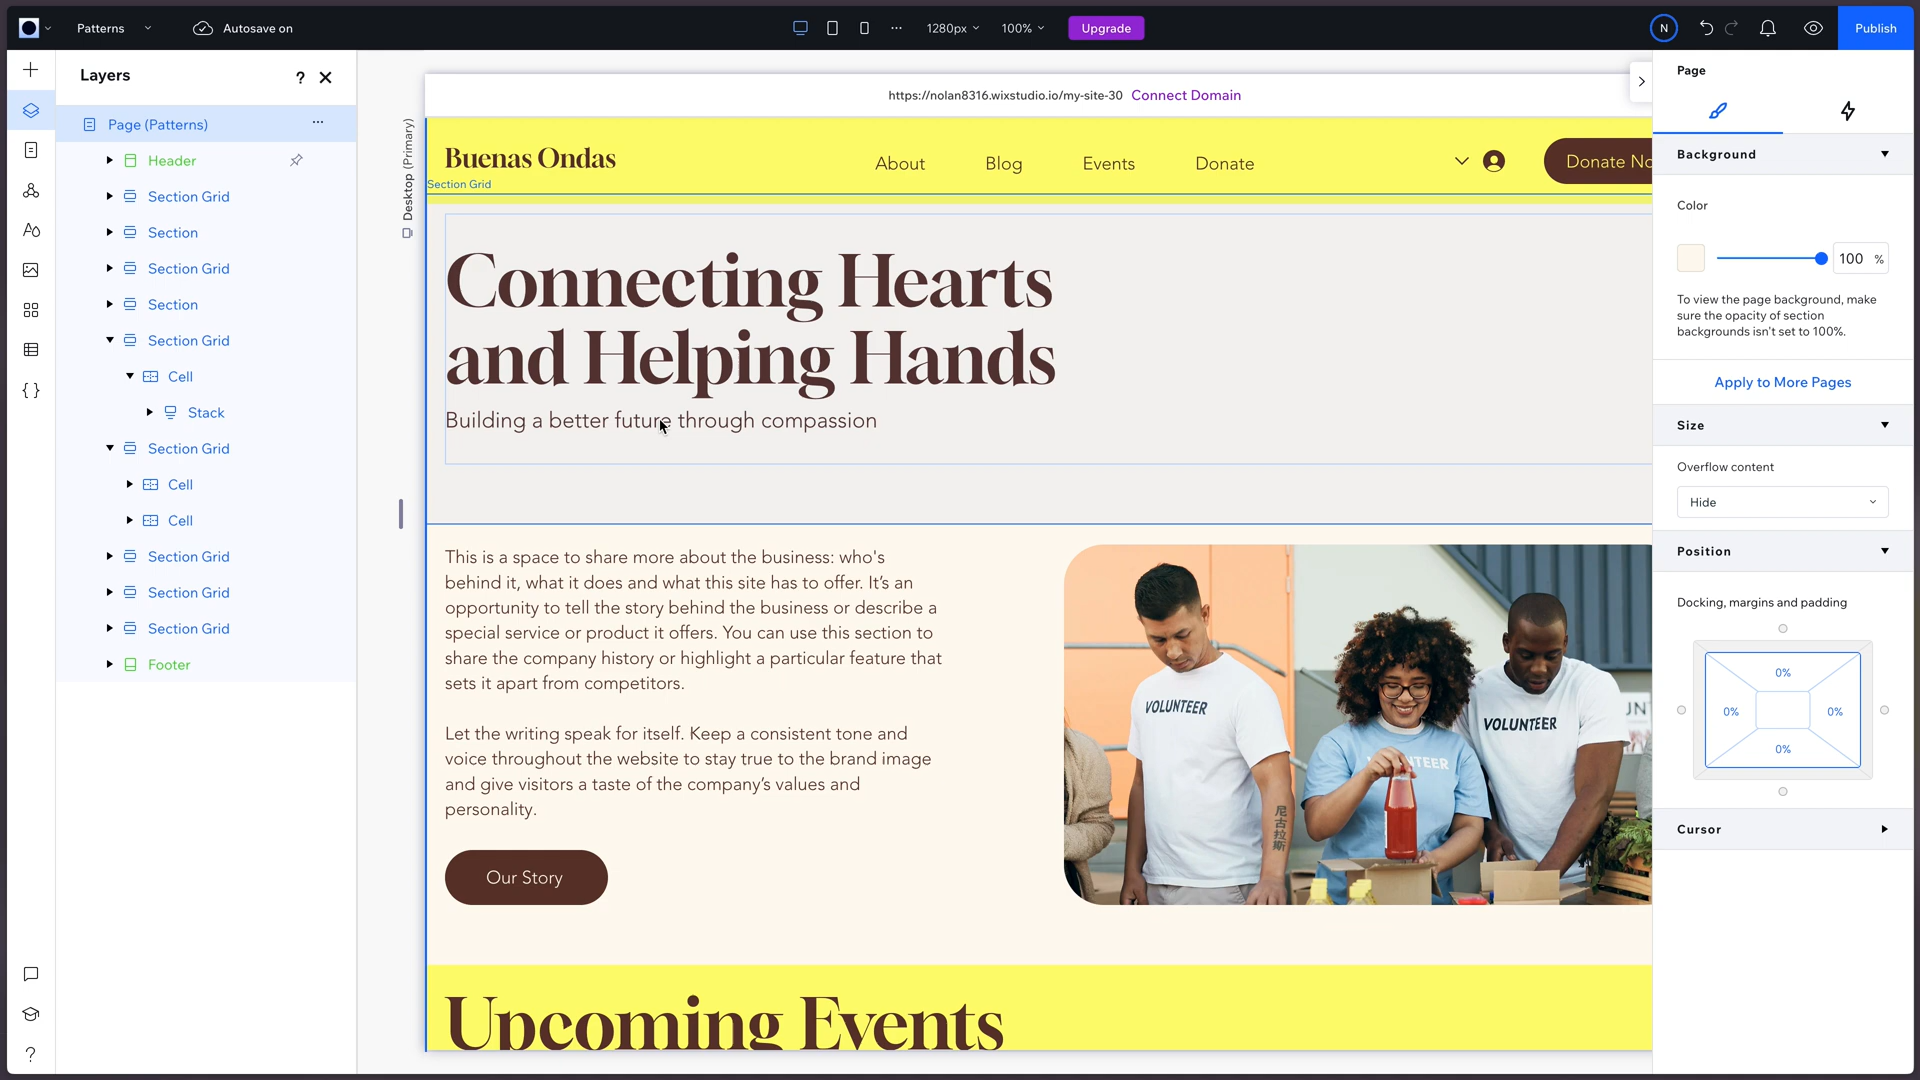 Patterns
Autosave on
1280px
100%
Upgrade
N
Publish
Layers
?
Page (Patterns)
Header
Section Grid
Section
Section Grid
Section
Section Grid
Cell
Stack
Section Grid
Cell
Cell
Section Grid
Section Grid
Section Grid
Footer
Desktop (Primary)
https://nolan8316.wixstudio.io/my-site-30 Connect Domain
Buenas Ondas
About
Blog
Events
Donate
Donate No
Section Grid
Connecting Hearts
and Helping Hands
Building a better future through compassion
This is a space to share more about the business: who's
behind it, what it does and what this site has to offer. It’s an
opportunity to tell the story behind the business or describe a
special service or product it offers. You can use this section to
share the company history or highlight a particular feature that
sets it apart from competitors.
Let the writing speak for itself. Keep a consistent tone and
voice throughout the website to stay true to the brand image
and give visitors a taste of the company’s values and
personality.
Our Story
VOLUNTEER
VOLUNTEER
尼古拉斯
Upcoming Events
Page
Background
Color
100 %
To view the page background, make
sure the opacity of section
backgrounds isn't set to 100%.
Apply to More Pages
Size
Overflow content
Hide
Position
Docking, margins and padding
0%
0%
0%
0%
Cursor
?